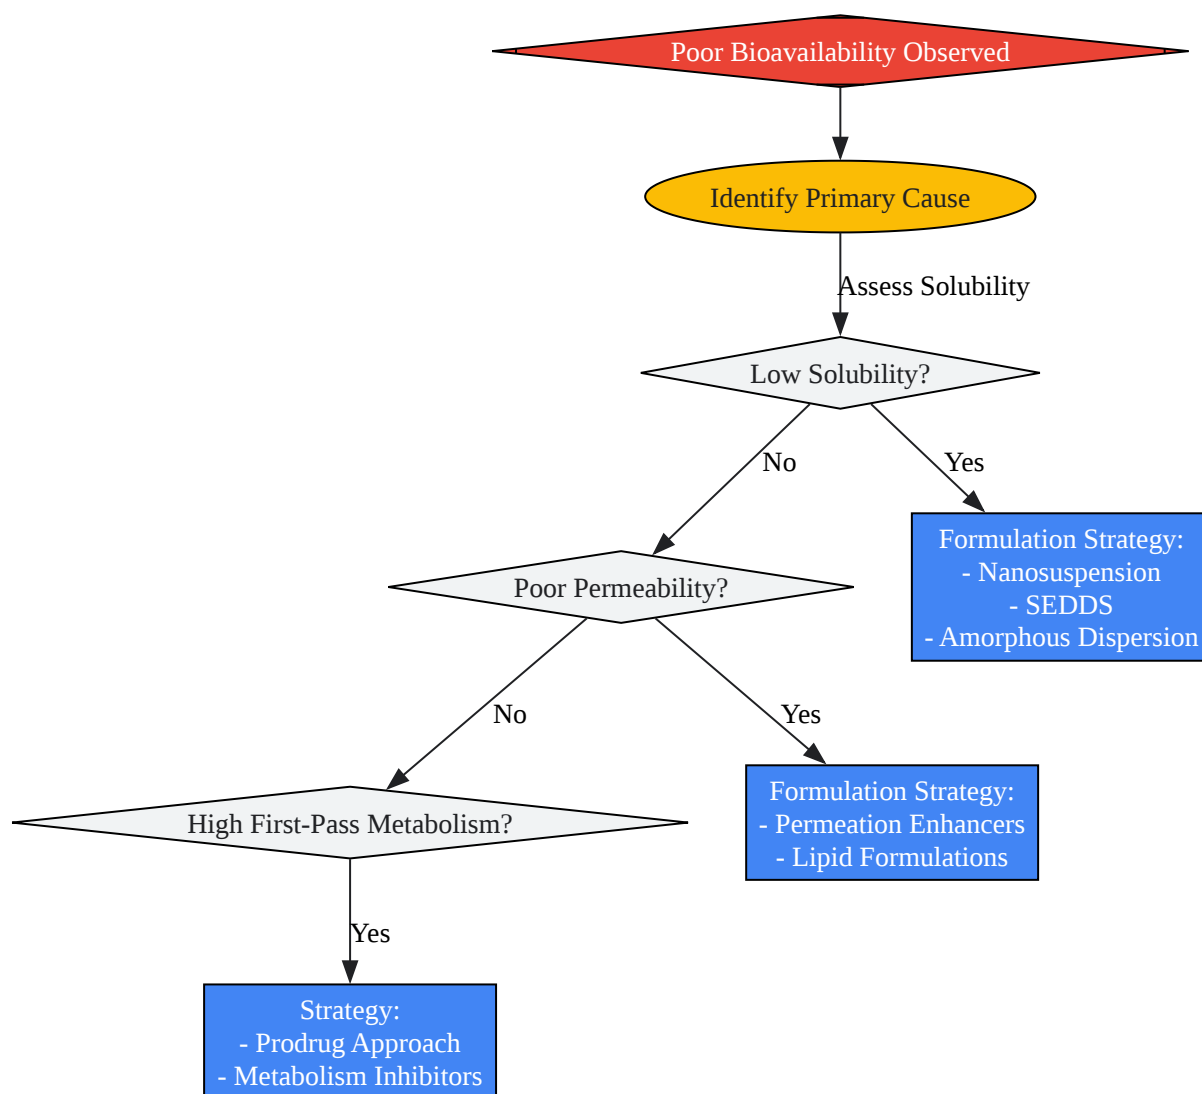 Poor Bioavailability Observed
Identify Primary Cause
Assess Solubility
Low Solubility?
No
Yes
Formulation Strategy:
- Nanosuspension
- SEDDS
- Amorphous Dispersion
Poor Permeability?
No
Yes
Formulation Strategy:
- Permeation Enhancers
- Lipid Formulations
High First-Pass Metabolism?
Yes
Strategy:
- Prodrug Approach
- Metabolism Inhibitors